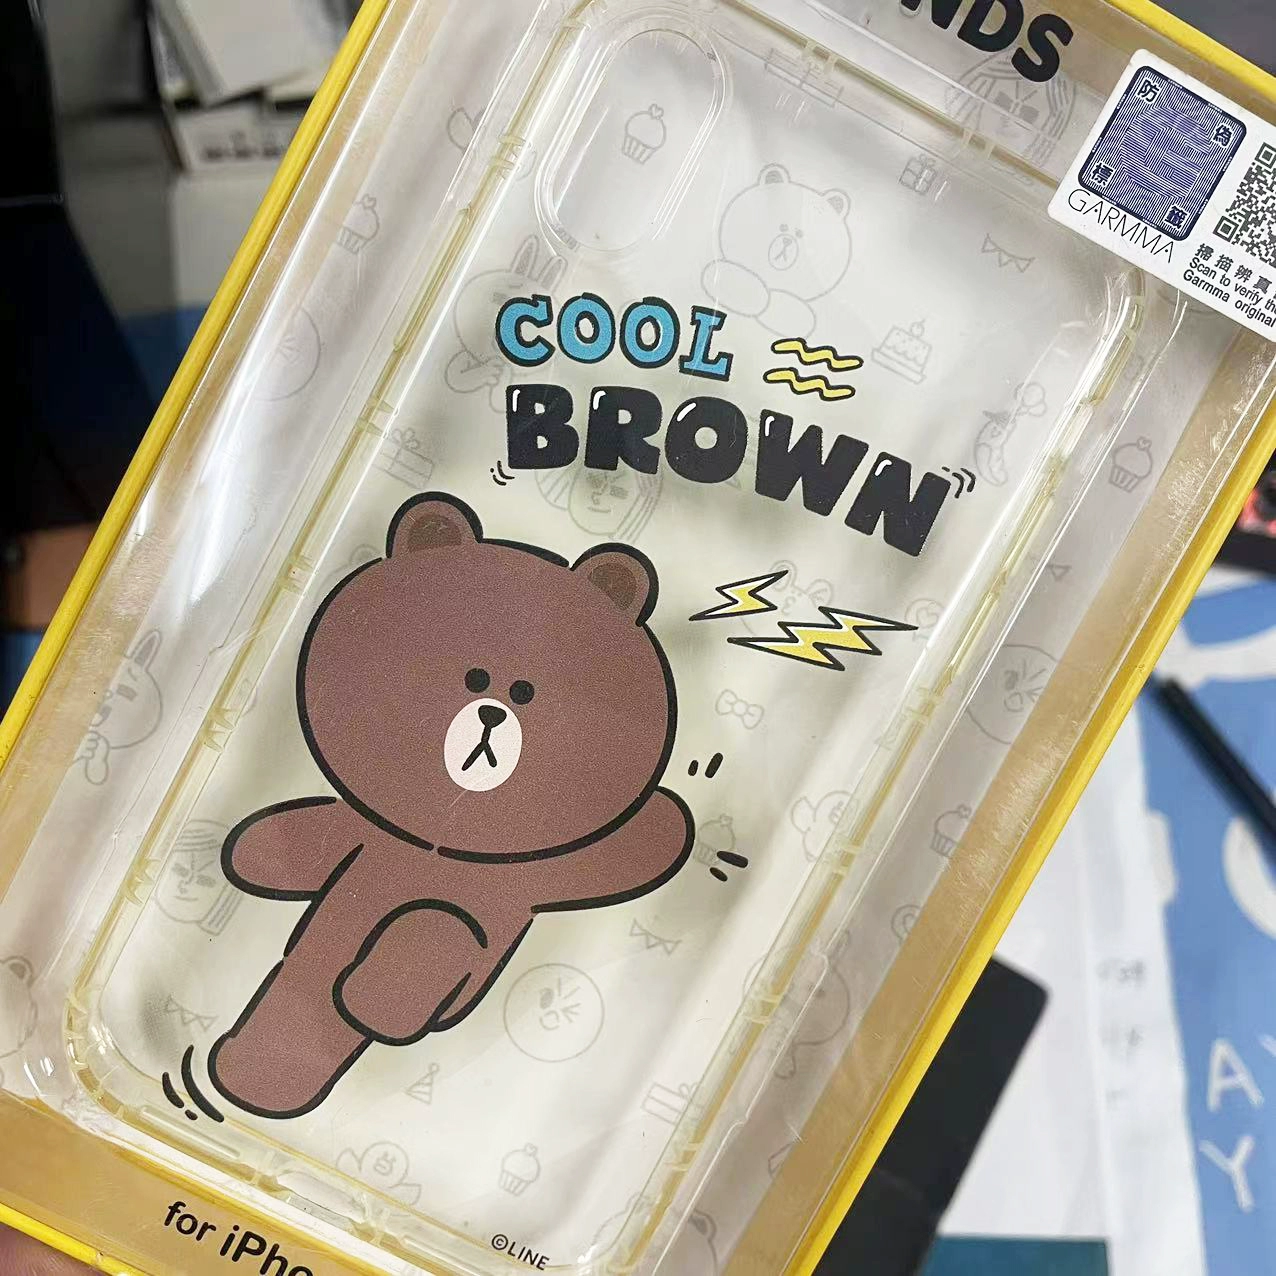 NDS
防
偽
標
籤
GARMMA
掃描辨真
Scan to verify the
Garmma original
COOL
BROWN
for iPho
©LINE
A
Y